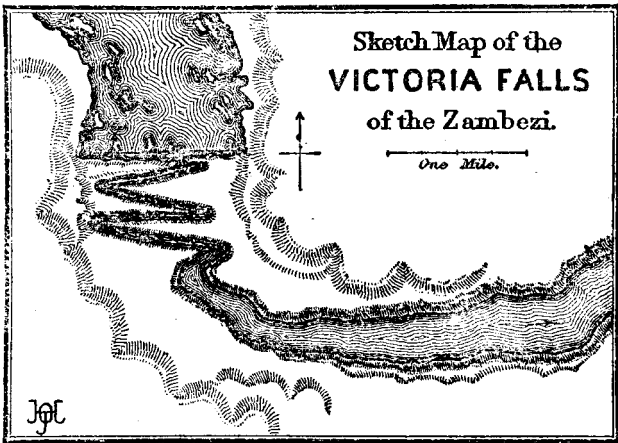 Sketch Map of the
VICTORIA FALLS
of the Zambezi.
One Mile.